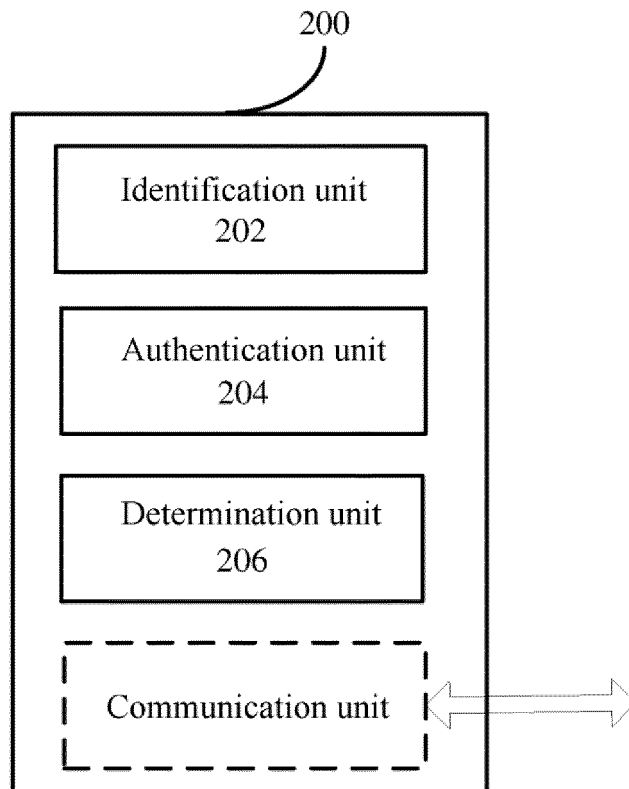 200
Identification unit
202
Authentication unit
204
Determination unit
206
Communication unit